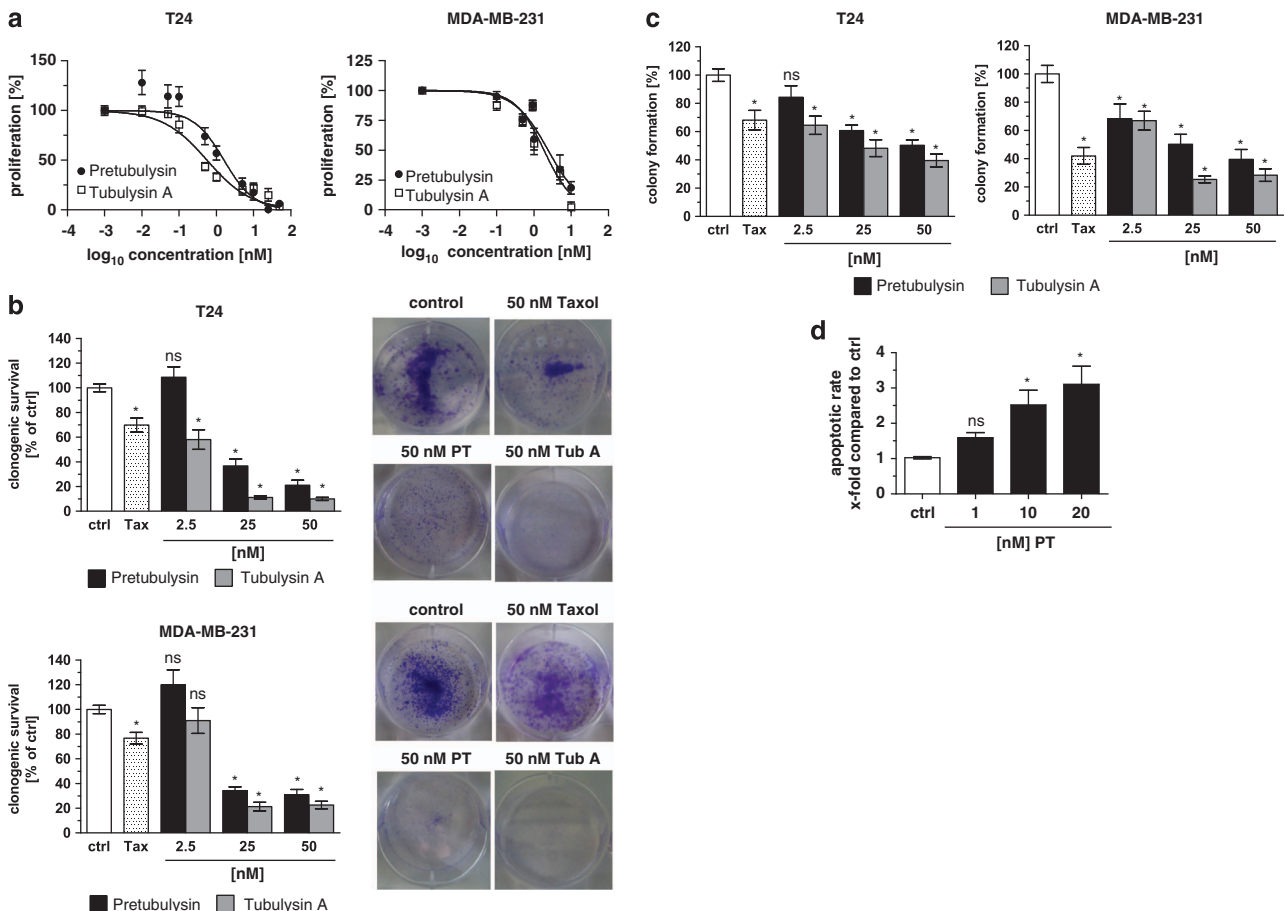 a
T24
MDA-MB-231
proliferation [%]
150
100
50
0
Pretubulysin
Tubulysin A
-4 -3 -2 -1 0 1 2
log10 concentration [nM]
proliferation [%]
125
100
75
50
25
0
Pretubulysin
Tubulysin A
-4 -3 -2 -1 0 1 2
log10 concentration [nM]
b
T24
clonogenic survival
[% of ctrl]
140
120
100
80
60
40
20
0
ns
*
*
*
*
*
*
ctrl Tax 2.5 25 50
[nM]
Pretubulysin Tubulysin A
control 50 nM Taxol
50 nM PT 50 nM Tub A
MDA-MB-231
clonogenic survival
[% of ctrl]
140
120
100
80
60
40
20
0
ns
ns
*
*
*
*
*
ctrl Tax 2.5 25 50
[nM]
Pretubulysin Tubulysin A
control 50 nM Taxol
50 nM PT 50 nM Tub A
c
T24
colony formation [%]
120
100
80
60
40
20
0
ns
*
*
*
*
*
*
ctrl Tax 2.5 25 50
[nM]
MDA-MB-231
colony formation [%]
120
100
80
60
40
20
0
*
*
*
*
*
*
*
ctrl Tax 2.5 25 50
[nM]
Pretubulysin Tubulysin A
d
apoptotic rate
x-fold compared to ctrl
4
3
2
1
0
ns
*
*
ctrl 1 10 20
[nM] PT